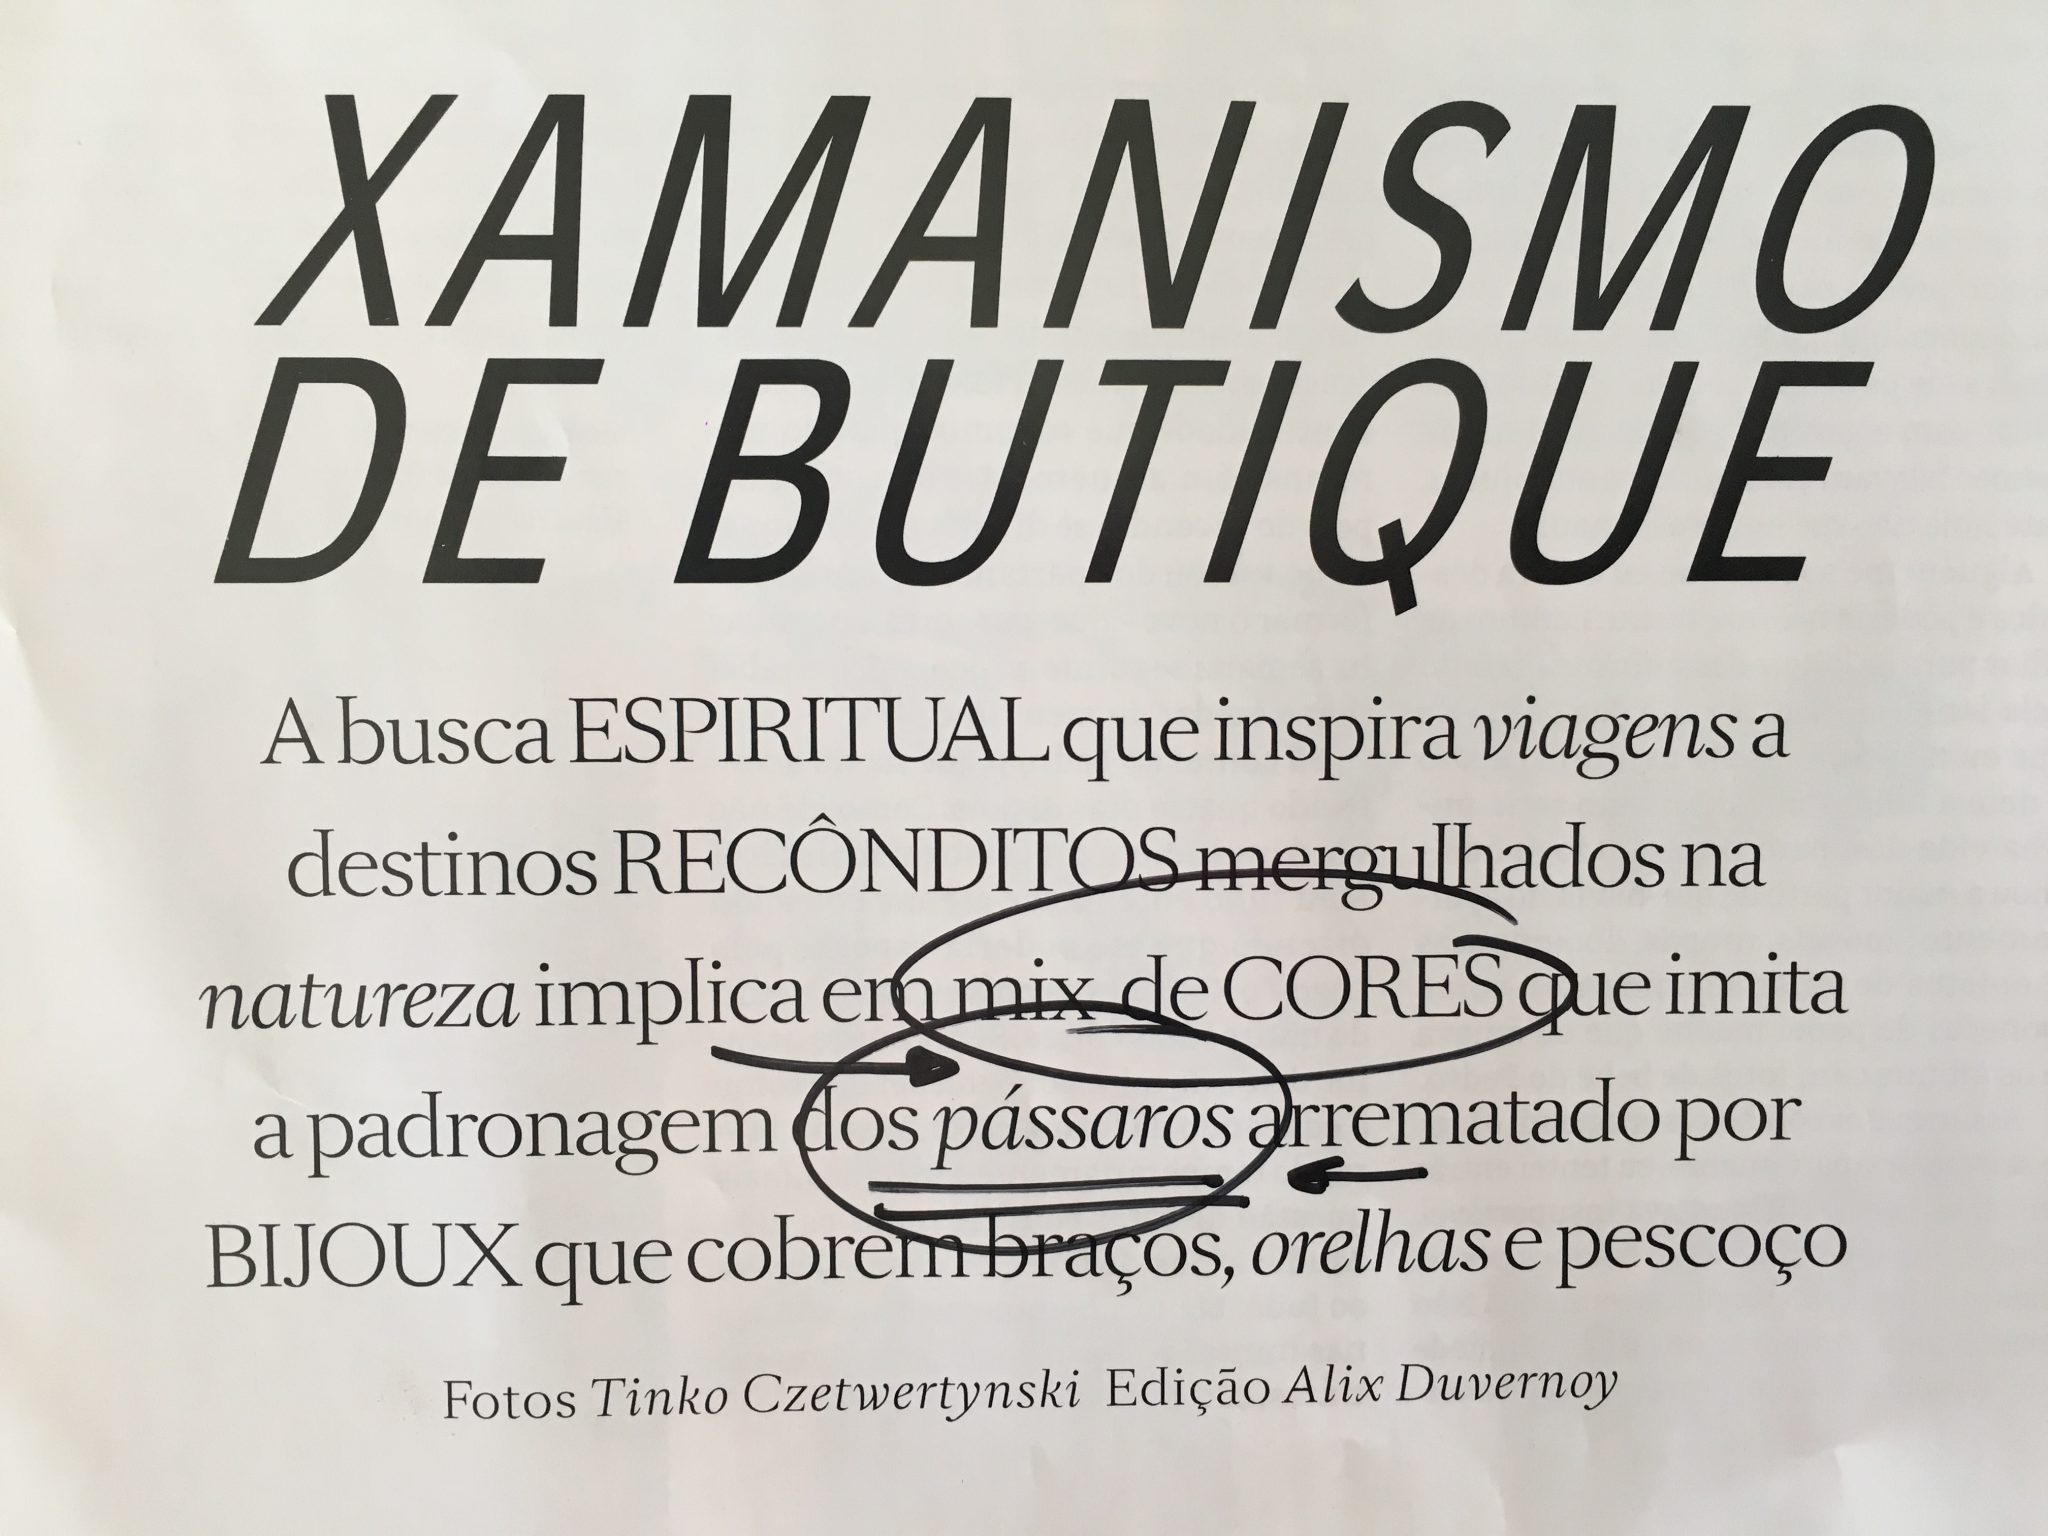 XAMANISMO
DE BUTIQUE
A busca ESPIRITUAL que inspira viagens a
destinos RECÔNDITOS mergulhados na
natureza implica em mix de CORES que imita
a padronagem dos pássaros arrematado por
BIJOUX que cobrem braços, orelhas e pescoço
Fotos Tinko Czetwertynski Edição Alix Duvernoy